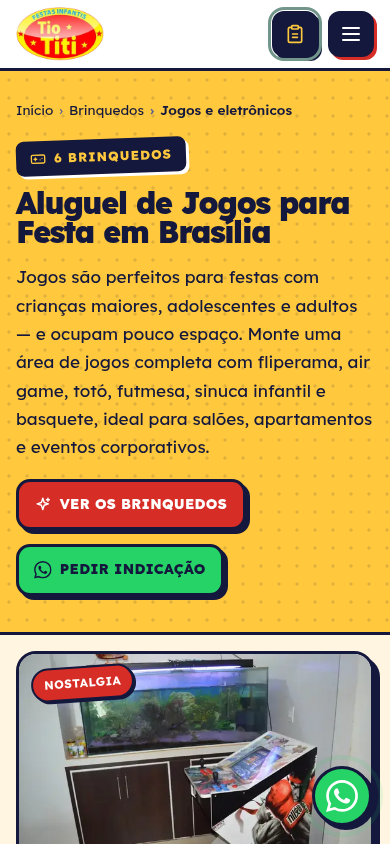 FESTAS INFANTIS
Tio
Titi
Início › Brinquedos › Jogos e eletrônicos
6 BRINQUEDOS
Aluguel de Jogos para
Festa em Brasília
Jogos são perfeitos para festas com
crianças maiores, adolescentes e adultos
— e ocupam pouco espaço. Monte uma
área de jogos completa com fliperama, air
game, totó, futmesa, sinuca infantil e
basquete, ideal para salões, apartamentos
e eventos corporativos.
VER OS BRINQUEDOS
PEDIR INDICAÇÃO
NOSTALGIA